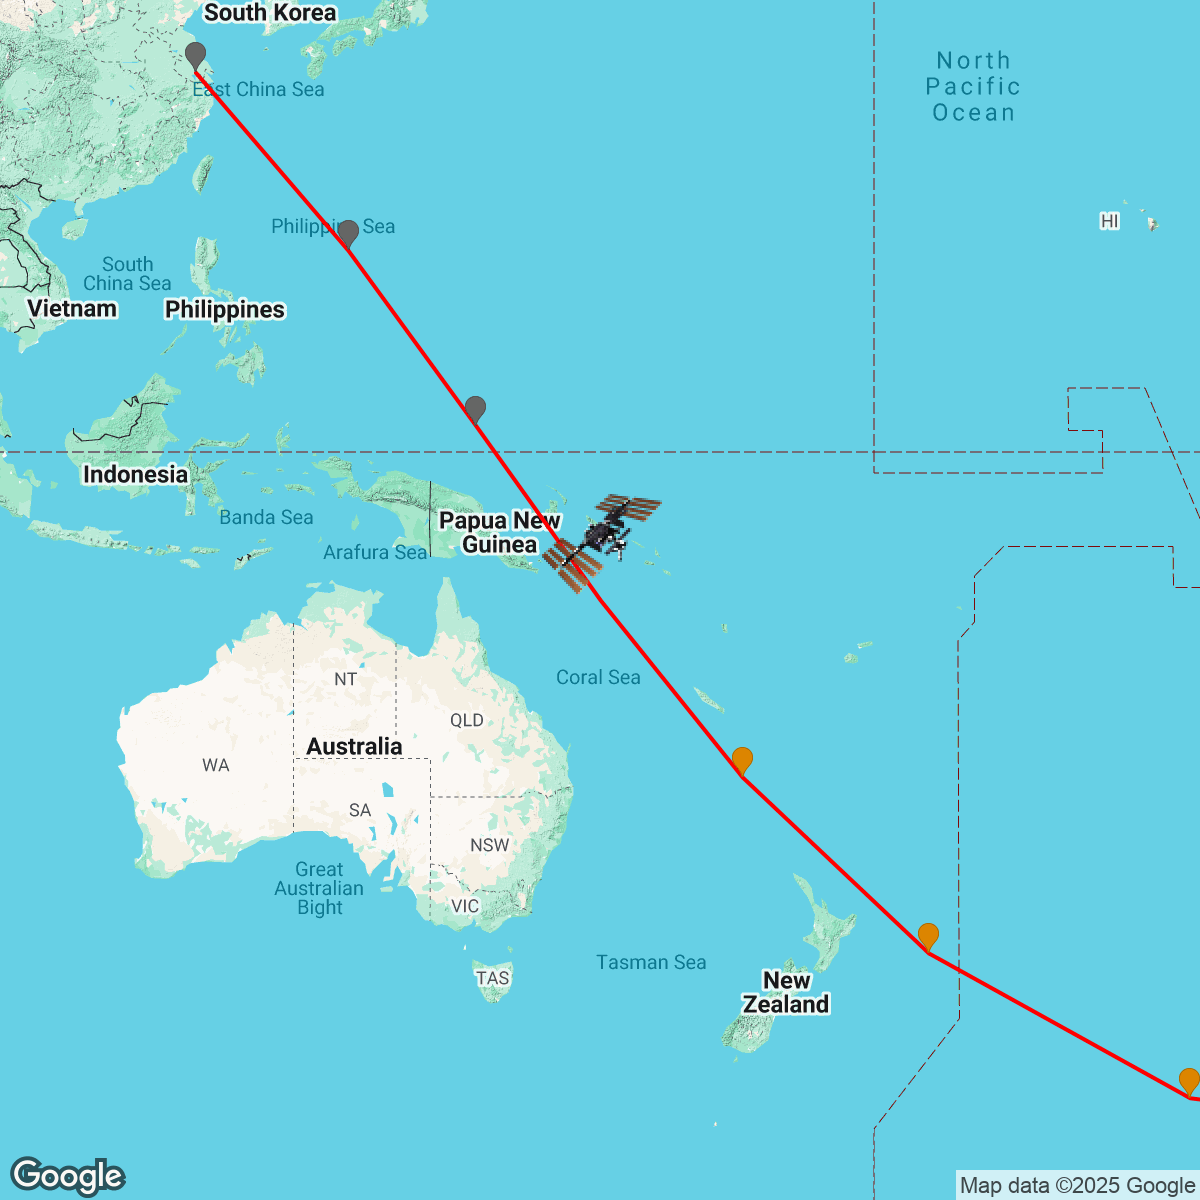 South Korea
North
Pacific
Ocean
East China Sea
HI
Philippine Sea
South
China Sea
Vietnam
Philippines
Indonesia
Banda Sea
Papua New
Guinea
Arafura Sea
Coral Sea
NT
QLD
Australia
WA
SA
NSW
Great
Australian
Bight
VIC
Tasman Sea
TAS
New
Zealand
Google
Map data ©2025 Google